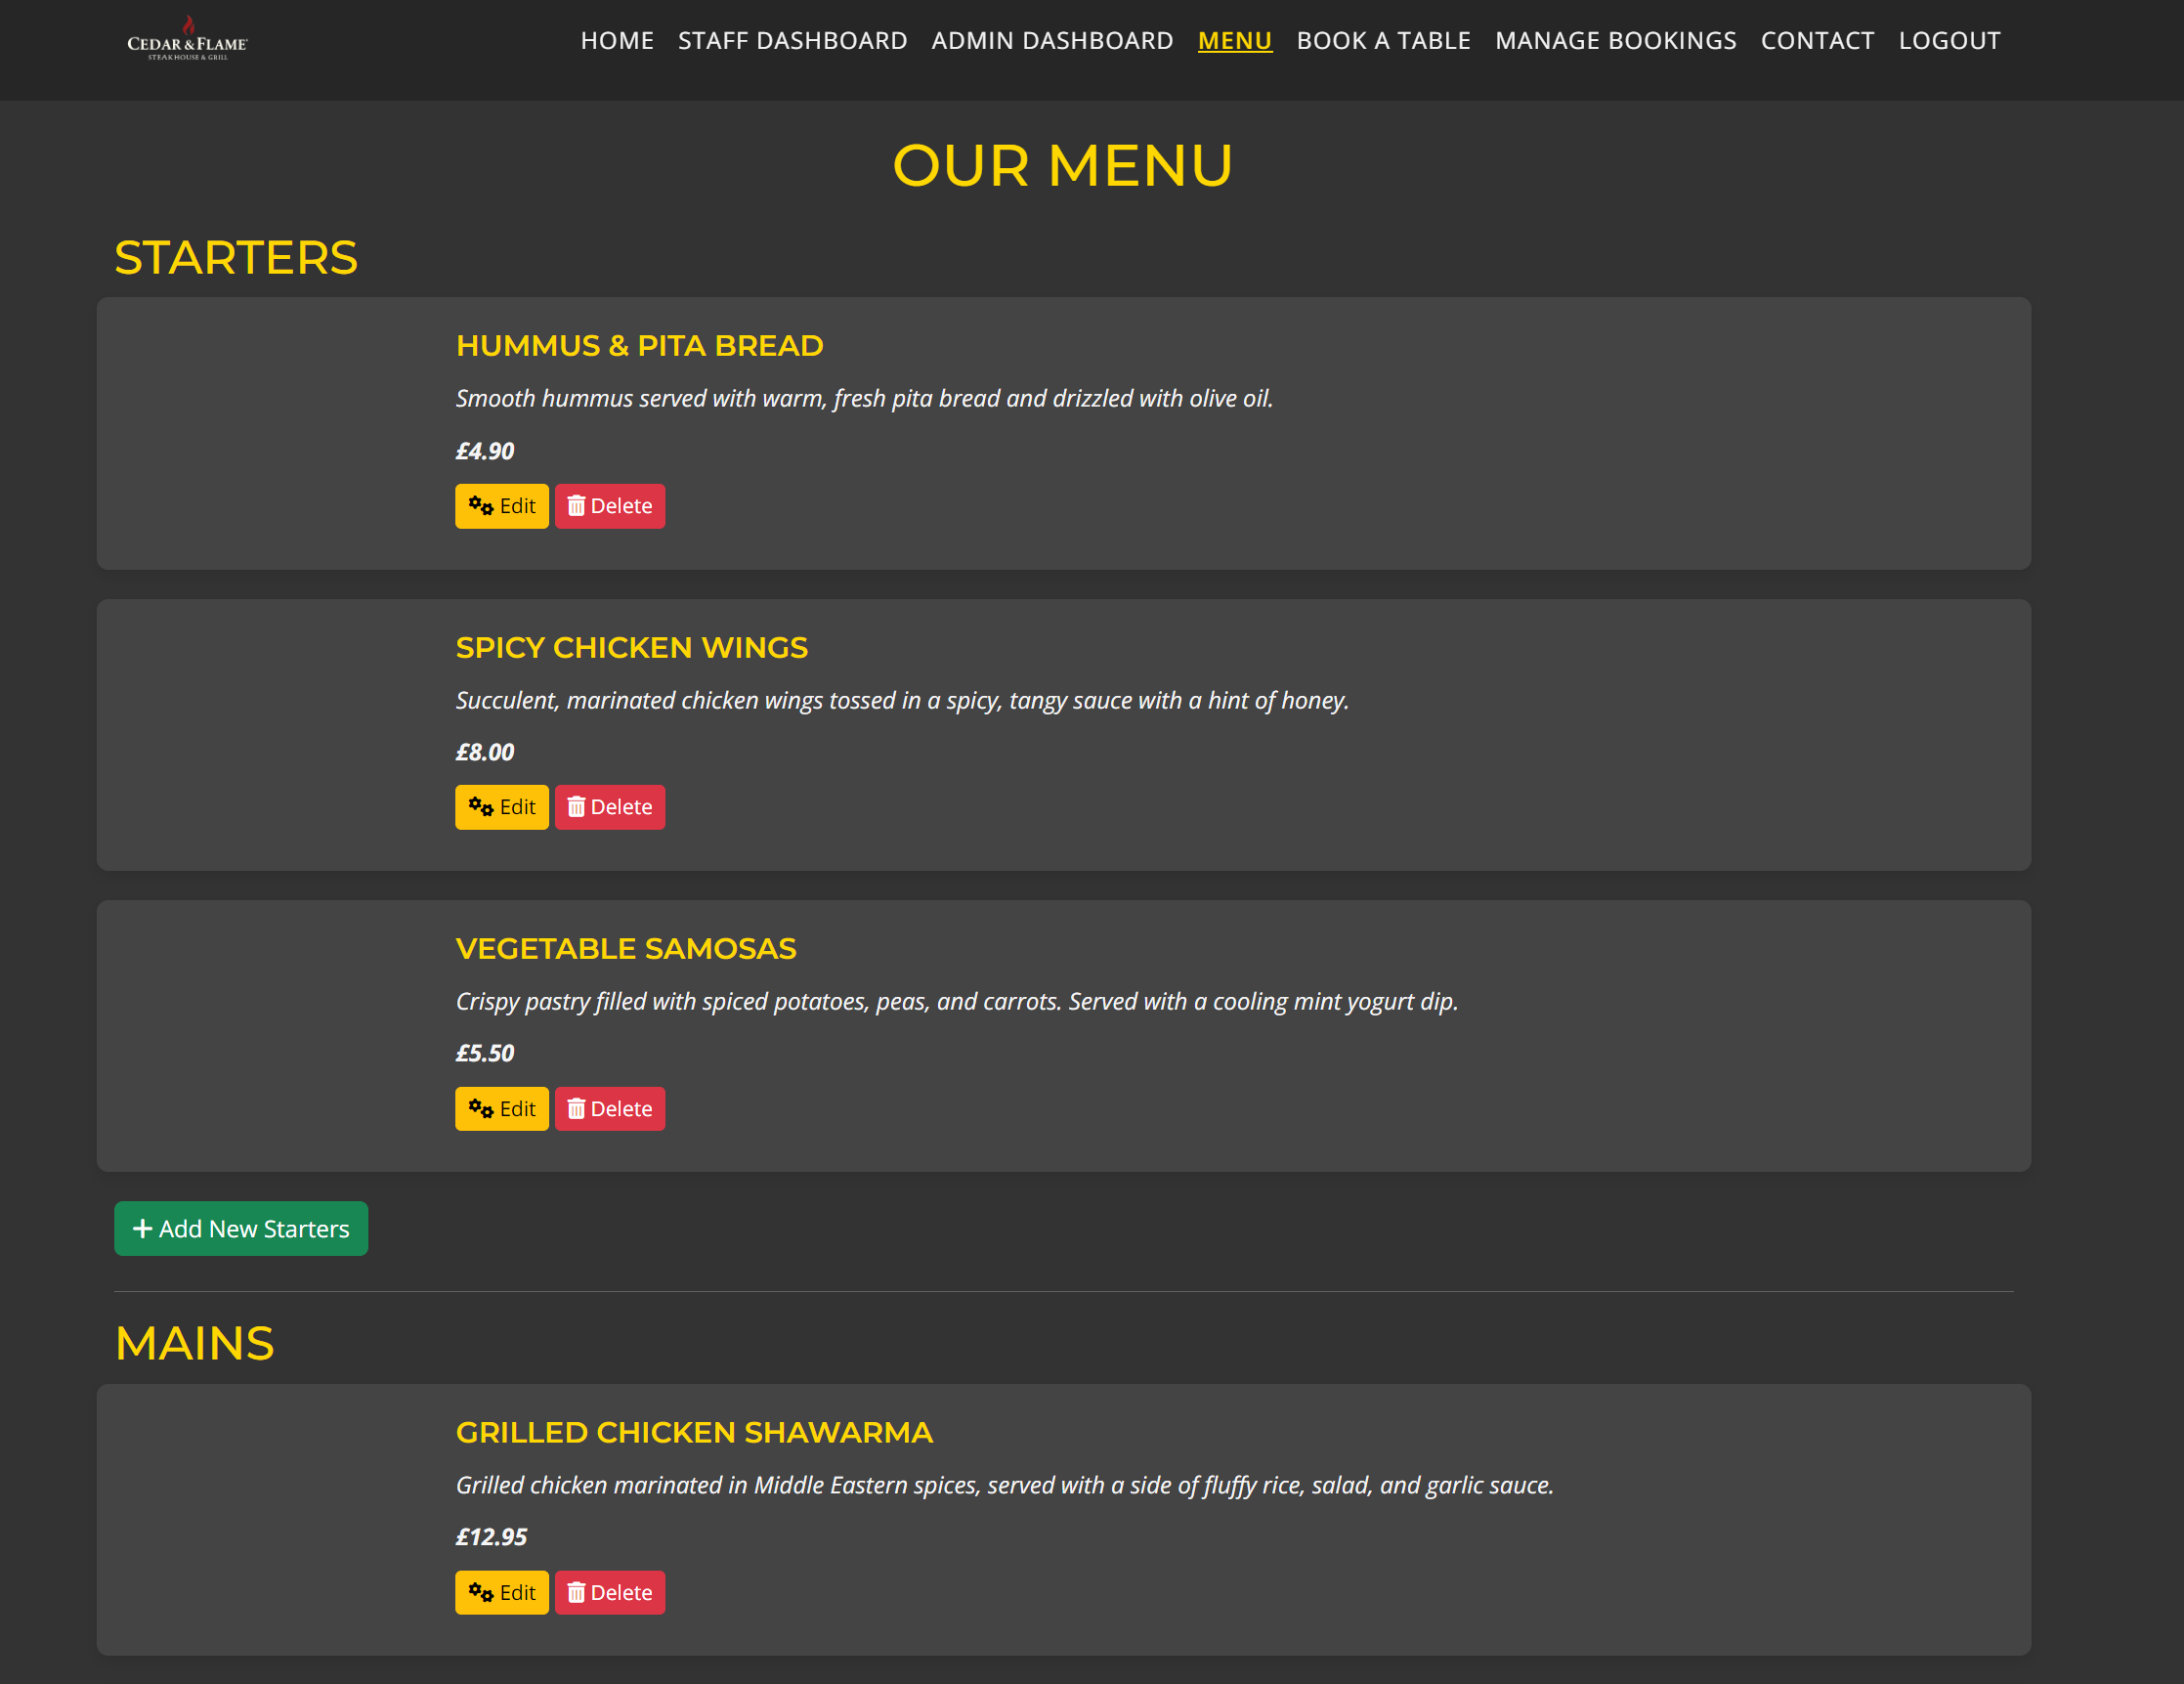 CEDAR & FLAME
STEAKHOUSE & GRILL
HOME STAFF DASHBOARD ADMIN DASHBOARD MENU BOOK A TABLE MANAGE BOOKINGS CONTACT LOGOUT
OUR MENU
STARTERS
HUMMUS & PITA BREAD
Smooth hummus served with warm, fresh pita bread and drizzled with olive oil.
£4.90
Edit Delete
SPICY CHICKEN WINGS
Succulent, marinated chicken wings tossed in a spicy, tangy sauce with a hint of honey.
£8.00
Edit Delete
VEGETABLE SAMOSAS
Crispy pastry filled with spiced potatoes, peas, and carrots. Served with a cooling mint yogurt dip.
£5.50
Edit Delete
+ Add New Starters
MAINS
GRILLED CHICKEN SHAWARMA
Grilled chicken marinated in Middle Eastern spices, served with a side of fluffy rice, salad, and garlic sauce.
£12.95
Edit Delete